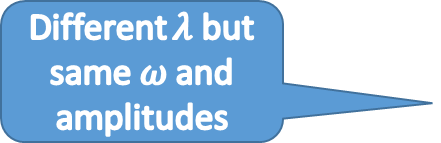 Different λ but
same ω and
amplitudes